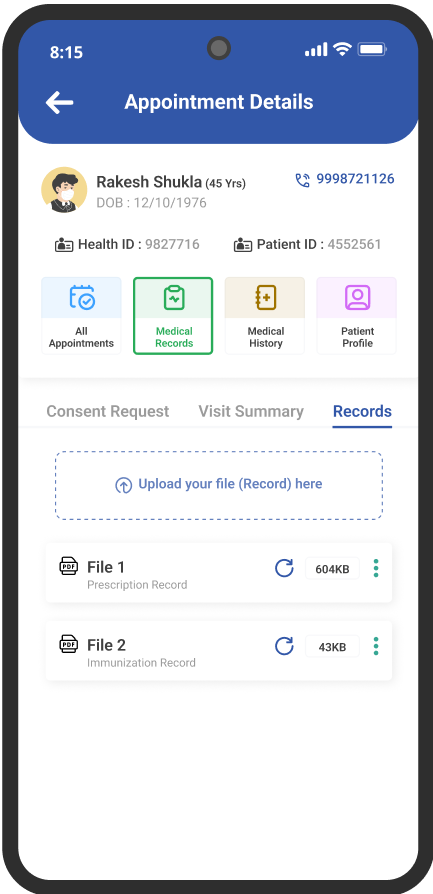 8:15
Appointment Details
Rakesh Shukla (45 Yrs)
9998721126
DOB : 12/10/1976
Health ID : 9827716
Patient ID : 4552561
All
Appointments
Medical
Records
Medical
History
Patient
Profile
Consent Request
Visit Summary
Records
Upload your file (Record) here
PDF
File 1
604KB
Prescription Record
PDF
File 2
43KB
Immunization Record